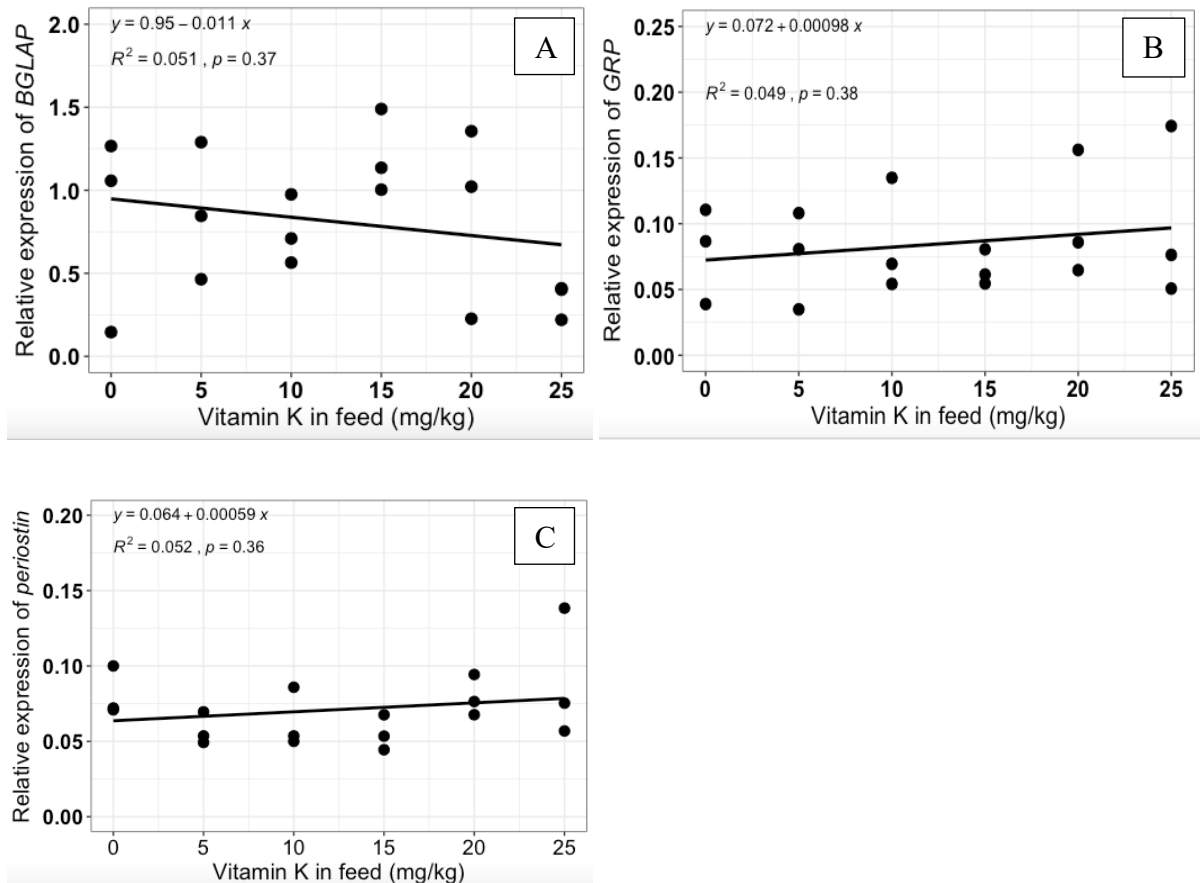 y = 0.95 – 0.011 x
R² = 0.051 , p = 0.37
A
Relative expression of BGLAP
2.0
1.5
1.0
0.5
0.0
0 5 10 15 20 25
Vitamin K in feed (mg/kg)
y = 0.072 + 0.00098 x
R² = 0.049 , p = 0.38
B
Relative expression of GRP
0.25
0.20
0.15
0.10
0.05
0.00
0 5 10 15 20 25
Vitamin K in feed (mg/kg)
y = 0.064 + 0.00059 x
R² = 0.052 , p = 0.36
C
Relative expression of periostin
0.20
0.15
0.10
0.05
0.00
0 5 10 15 20 25
Vitamin K in feed (mg/kg)